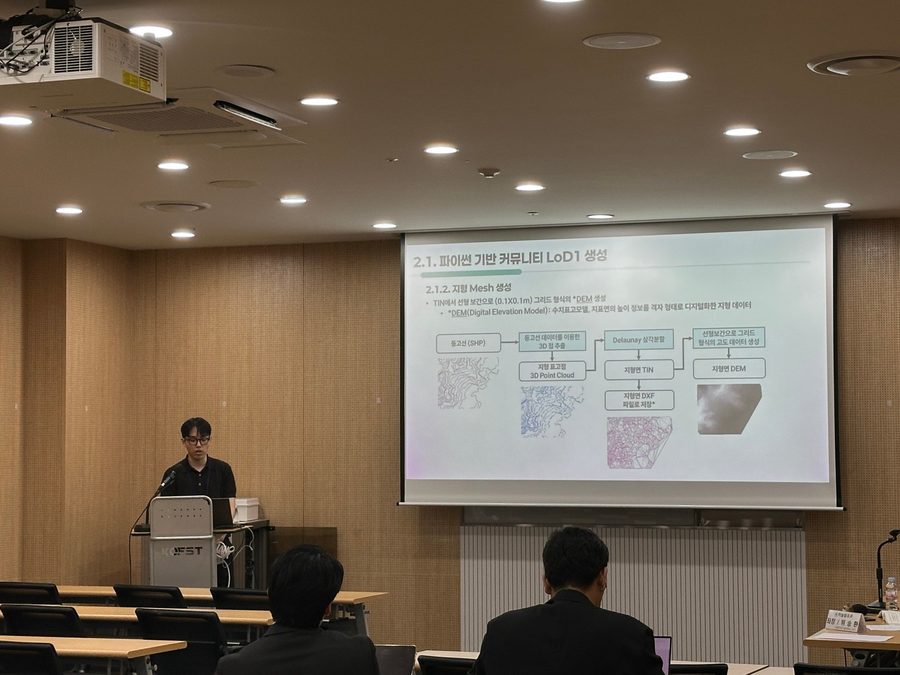 2.1. 파이썬 기반 커뮤니티 LoD1 생성
2.1.2. 지형 Mesh 생성
• TIN에서 선형 보간으로 (0.1X0.1m) 그리드 형식의 *DEM 생성
• *DEM(Digital Elevation Model): 수치표고모델, 지표면의 높이 정보를 격자 형태로 디지털화한 지형 데이터
등고선 (SHP)
등고선 데이터를 이용한
3D 점 추출
지형 표고점
3D Point Cloud
Delaunay 삼각분할
지형면 TIN
지형면 DXF
파일로 저장*
선형보간으로 그리드
형식의 고도 데이터 생성
지형면 DEM
KOFST